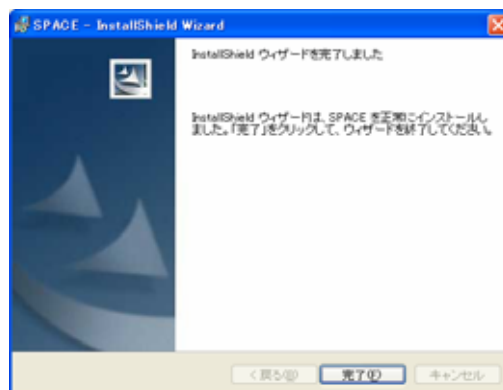 SPACE - InstallShield Wizard
InstallShield ウィザードを完了しました
InstallShield ウィザードは、SPACE を正常にインストールし
ました。「完了」をクリックして、ウィザードを終了してください。
< 戻る(B)
完了(F)
キャンセル